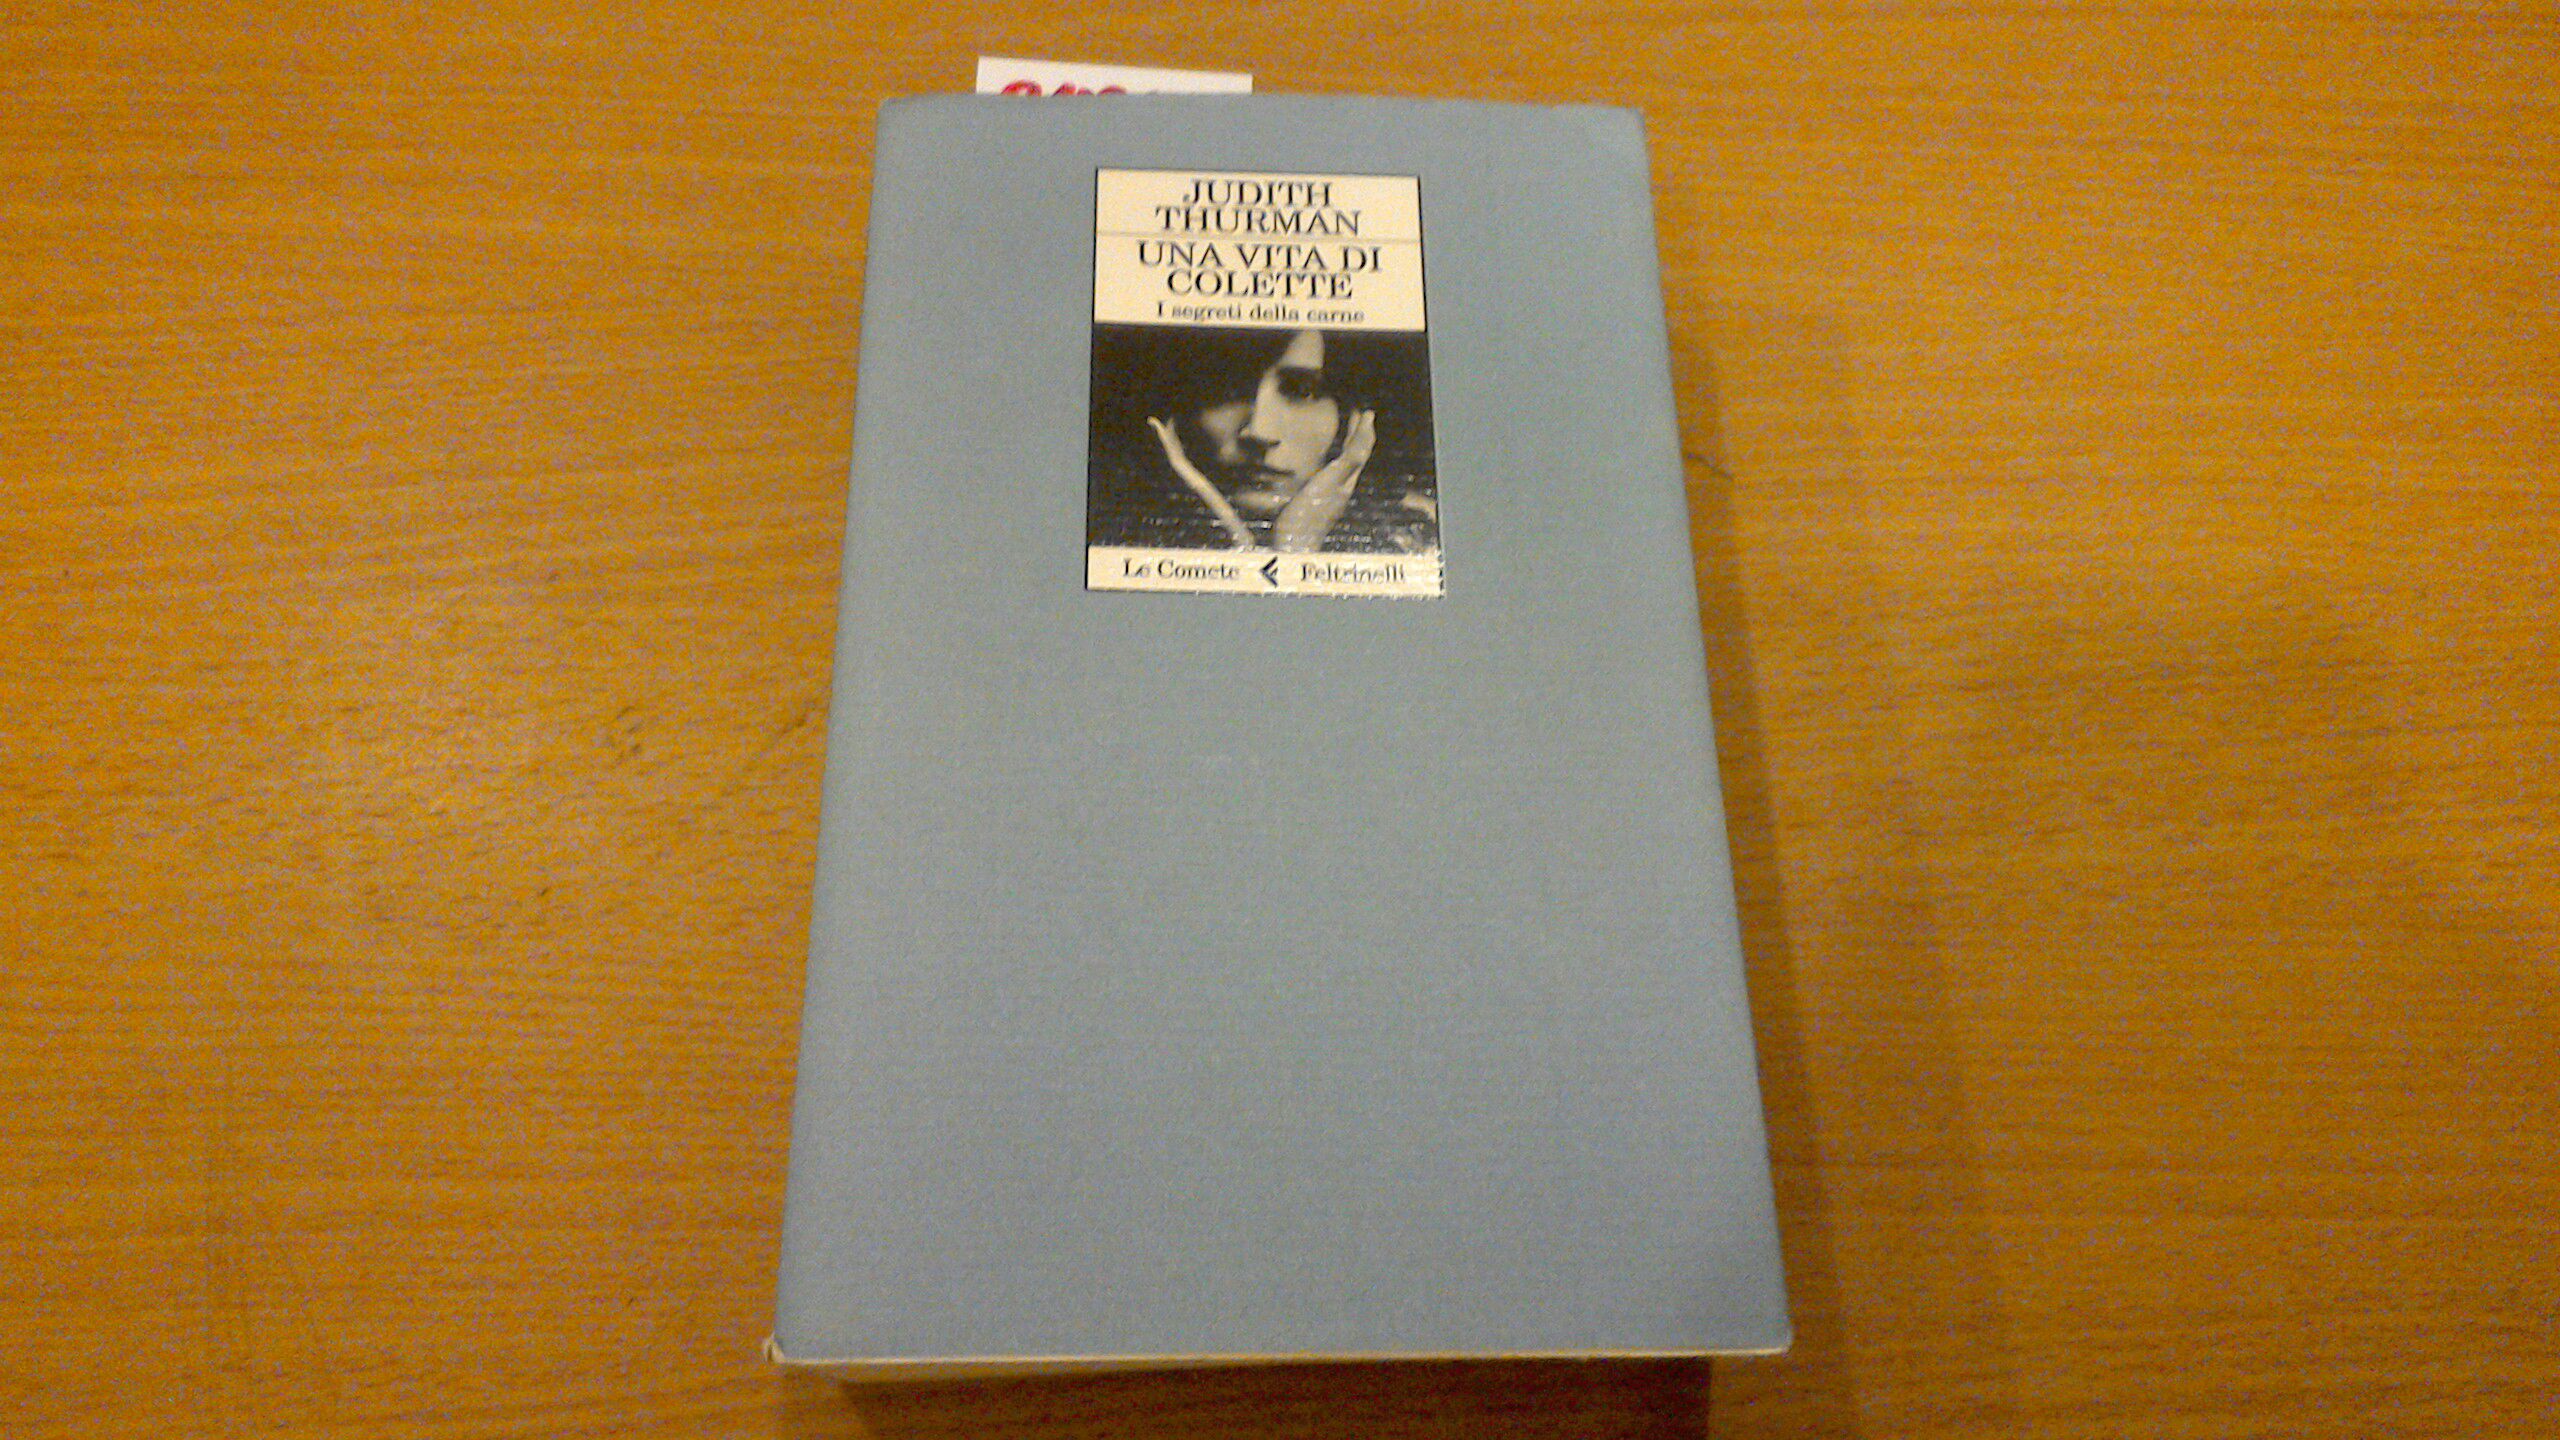 JUDITH
THURMAN
UNA VITA DI
COLETTE
I segreti della carne
Le Comete Feltrinelli